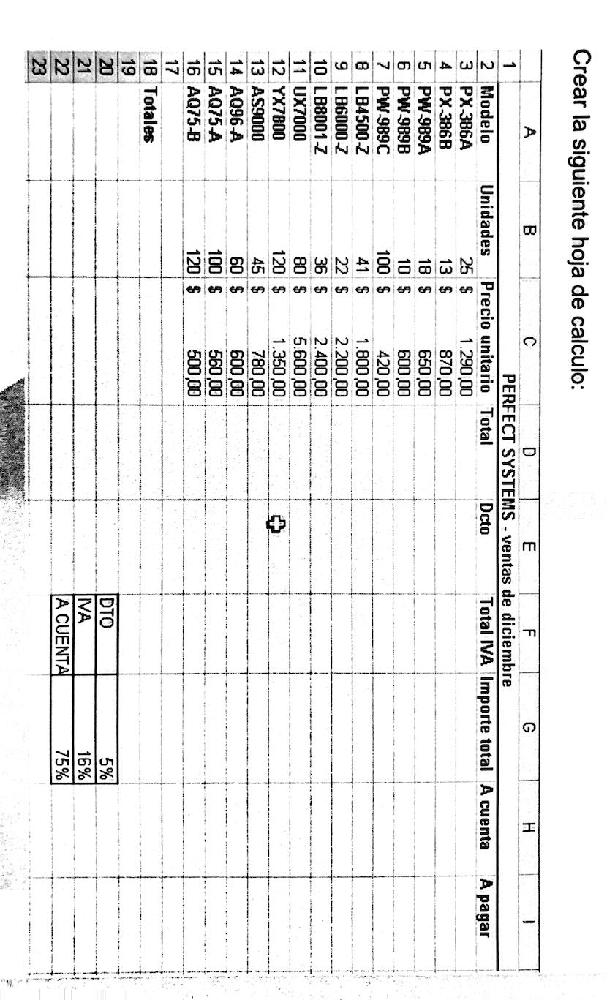 Crear la siguiente hoja de calculo:
A B C D E F G H I
1 PERFECT SYSTEMS - ventas de diciembre
2 Modelo Unidades Precio unitario Total Dcto Total IVA Importe total A cuenta A pagar
3 PX-386A 25 $ 1.290,00
4 PX-386B 13 $ 870,00
5 PW-989A 18 $ 650,00
6 PW-989B 10 $ 600,00
7 PW-989C 100 $ 420,00
8 LB4500-Z 41 $ 1.800,00
9 LB6000-Z 22 $ 2.200,00
10 LB8001-Z 36 $ 2.400,00
11 UX7000 80 $ 5.600,00
12 YX7800 120 $ 1.350,00
13 AS9000 45 $ 780,00
14 AQ96-A 60 $ 600,00
15 AQ75-A 100 $ 560,00
16 AQ75-B 120 $ 500,00
17
18 Totales
19
20 DTO 5%
21 IVA 16%
22 A CUENTA 75%
23